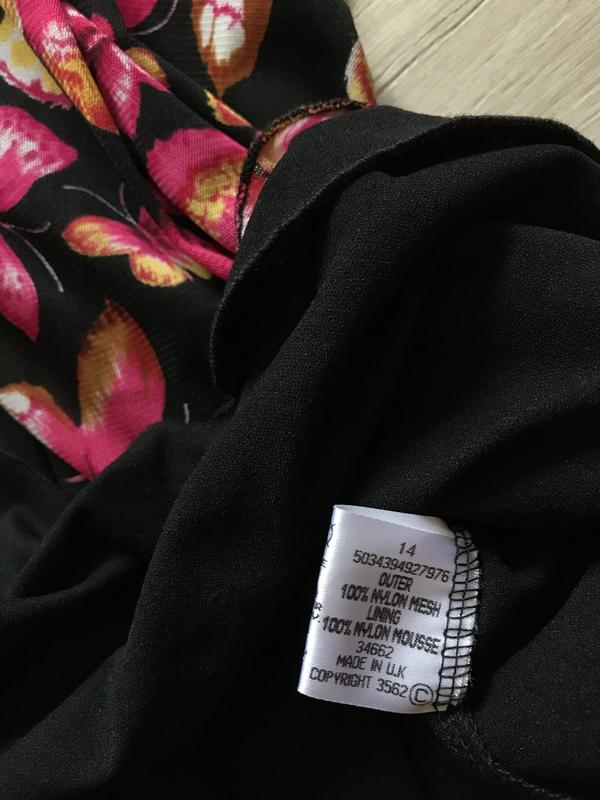 14
5034394927976
OUTER
100% NYLON MESH
LINING
100% NYLON MOUSSE
34662
MADE IN U.K
COPYRIGHT 3562 ©